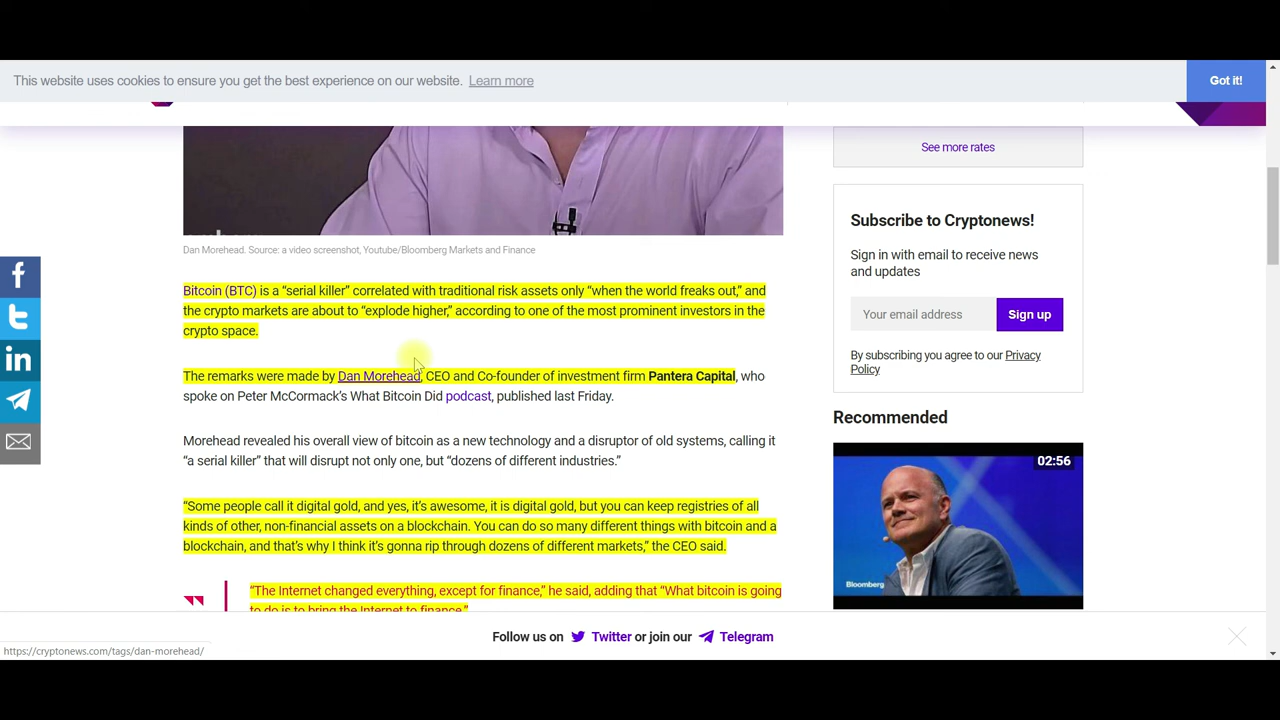 This website uses cookies to ensure you get the best experience on our website. Learn more
Got it!
Dan Morehead. Source: a video screenshot, Youtube/Bloomberg Markets and Finance
Bitcoin (BTC) is a “serial killer” correlated with traditional risk assets only “when the world freaks out,” and
the crypto markets are about to “explode higher,” according to one of the most prominent investors in the
crypto space.
The remarks were made by Dan Morehead, CEO and Co-founder of investment firm Pantera Capital, who
spoke on Peter McCormack’s What Bitcoin Did podcast, published last Friday.
Morehead revealed his overall view of bitcoin as a new technology and a disruptor of old systems, calling it
“a serial killer” that will disrupt not only one, but “dozens of different industries.”
“Some people call it digital gold, and yes, it’s awesome, it is digital gold, but you can keep registries of all
kinds of other, non-financial assets on a blockchain. You can do so many different things with bitcoin and a
blockchain, and that’s why I think it’s gonna rip through dozens of different markets,” the CEO said.
“The Internet changed everything, except for finance,” he said, adding that “What bitcoin is going
to do is to bring the Internet to finance.”
See more rates
Subscribe to Cryptonews!
Sign in with email to receive news
and updates
Your email address
Sign up
By subscribing you agree to our Privacy
Policy
Recommended
02:56
Bloomberg
Follow us on Twitter or join our Telegram
https://cryptonews.com/tags/dan-morehead/